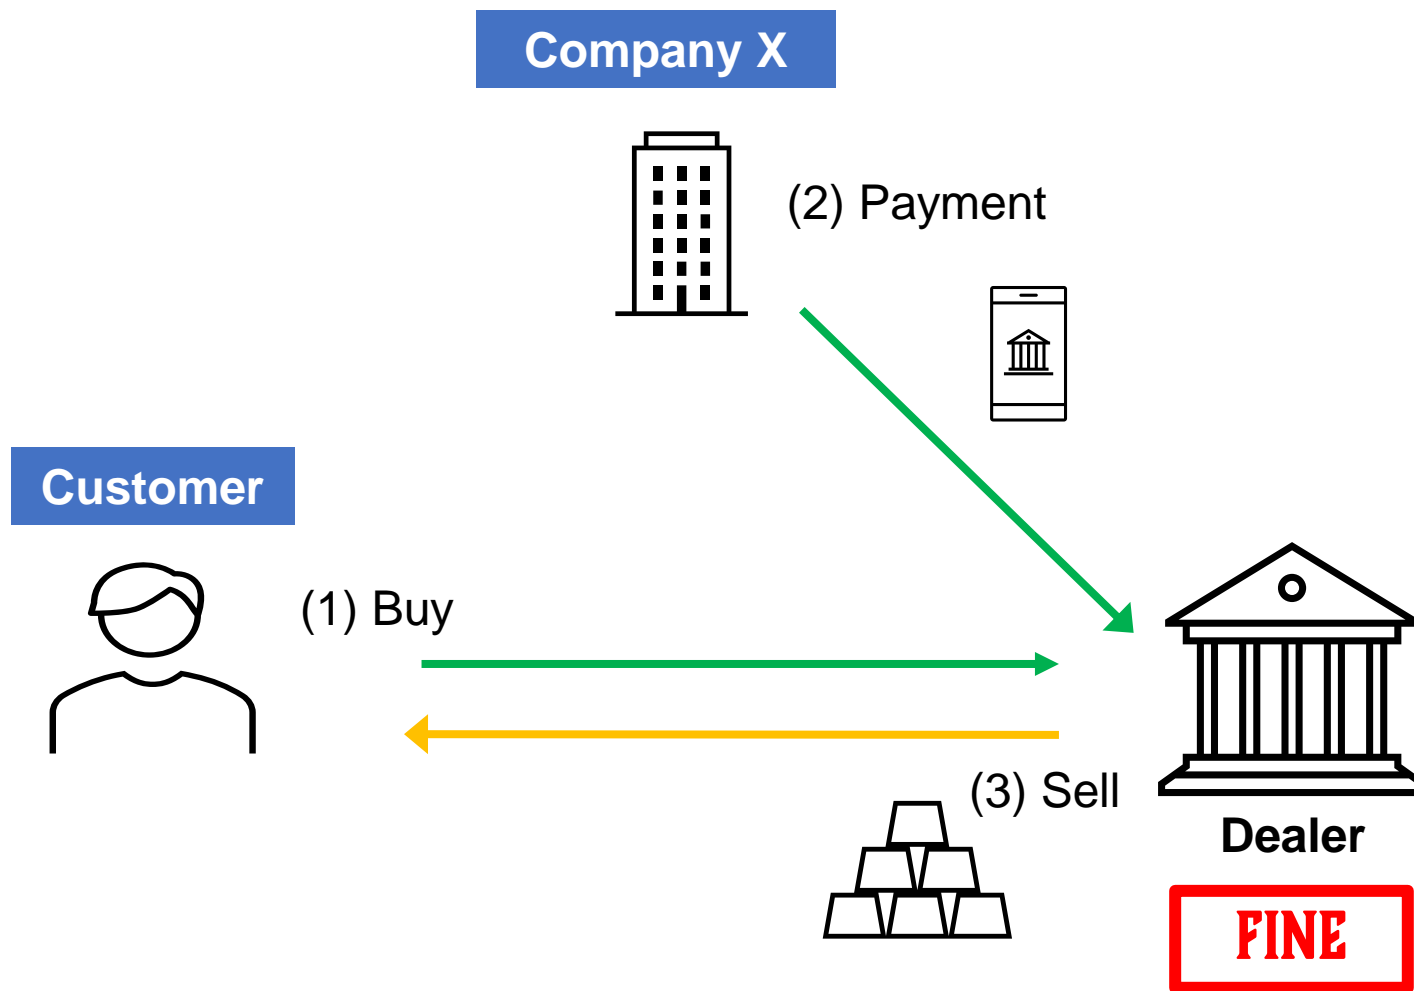 Company X
(2) Payment
Customer
(1) Buy
(3) Sell
Dealer
FINE